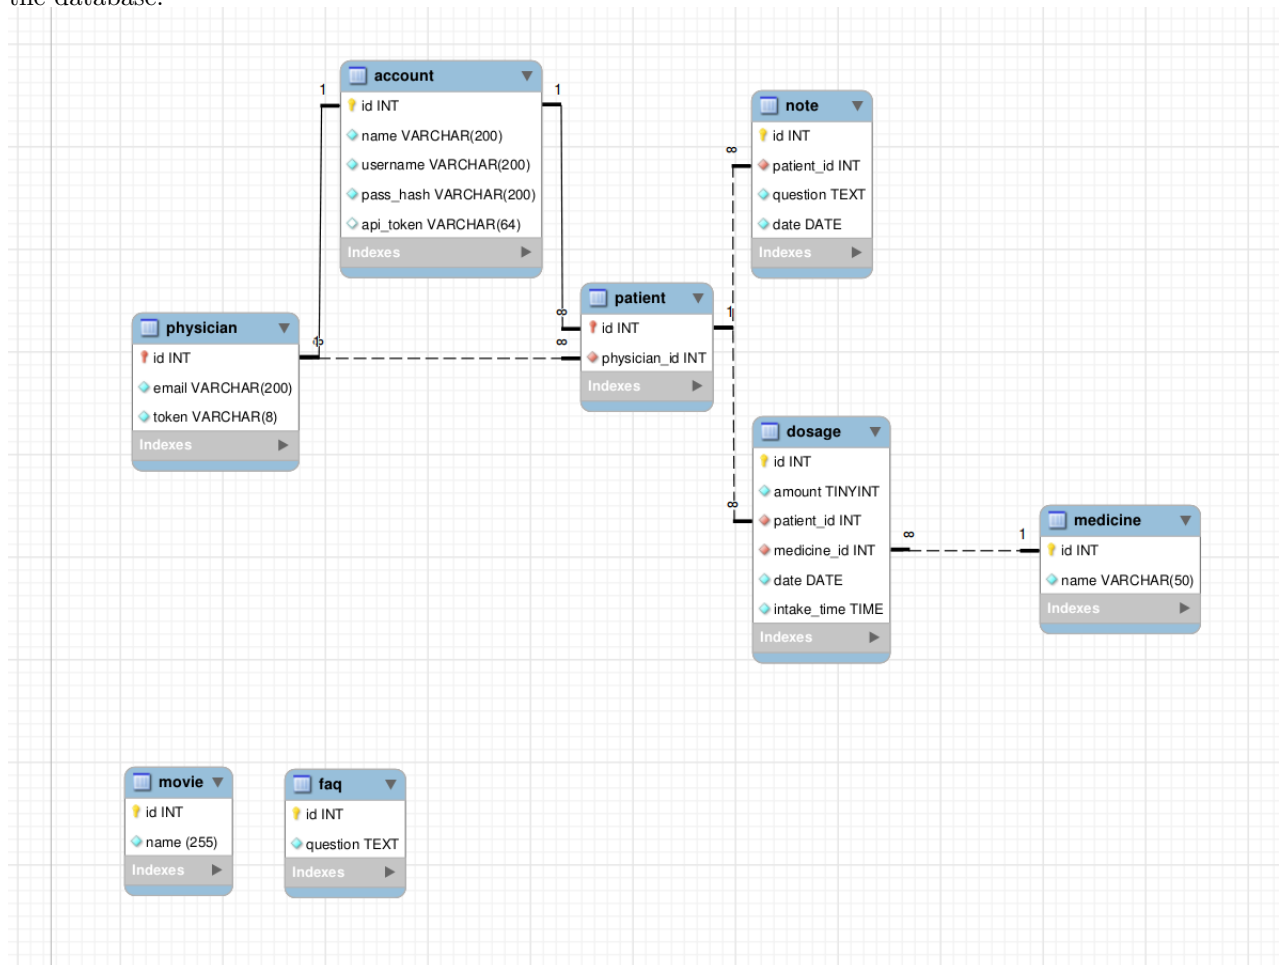 the database.
1
account
id INT
name VARCHAR(200)
username VARCHAR(200)
pass_hash VARCHAR(200)
api_token VARCHAR(64)
Indexes
1
note
id INT
patient_id INT
question TEXT
date DATE
Indexes
∞
physician
id INT
email VARCHAR(200)
token VARCHAR(8)
Indexes
∞
∞
patient
id INT
physician_id INT
Indexes
1
dosage
id INT
amount TINYINT
patient_id INT
medicine_id INT
date DATE
intake_time TIME
Indexes
∞
∞
1
medicine
id INT
name VARCHAR(50)
Indexes
movie
id INT
name (255)
Indexes
faq
id INT
question TEXT
Indexes